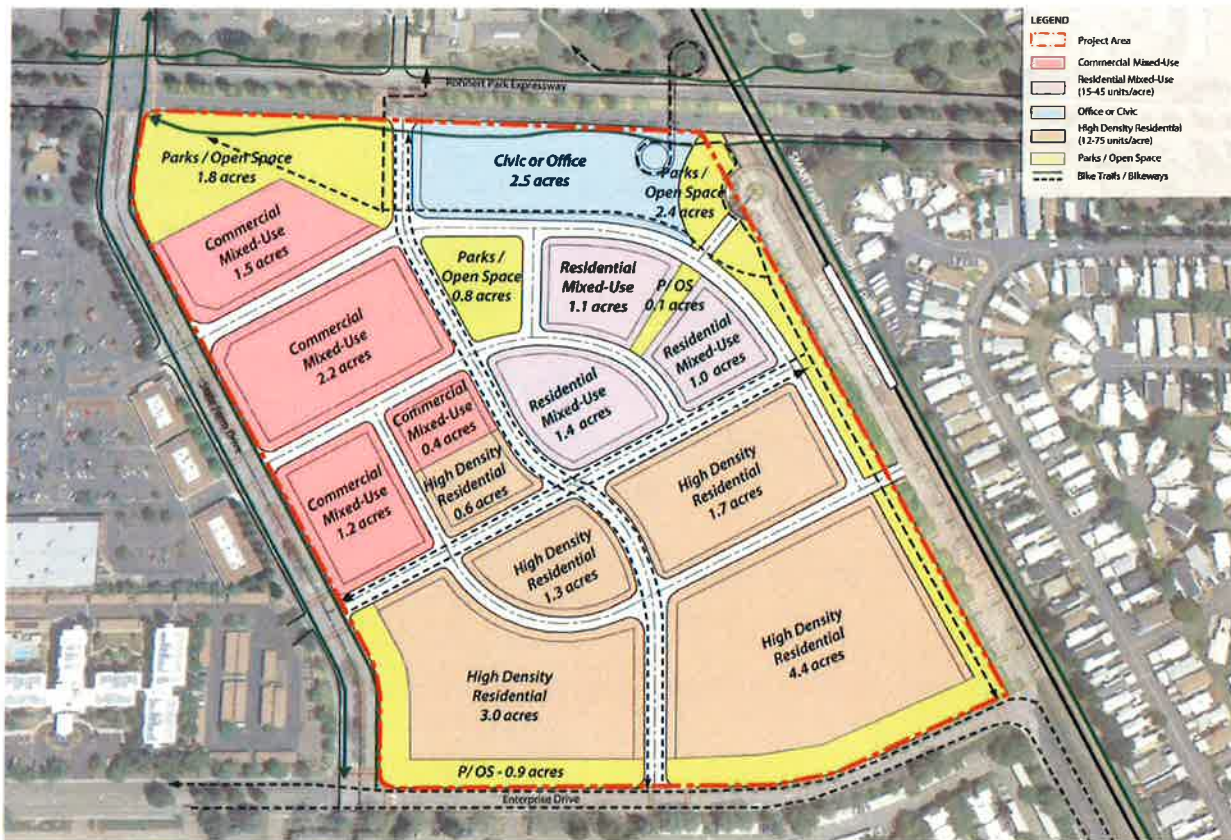 LEGEND
Project Area
Commercial Mixed-Use
Residential Mixed-Use
(15-45 units/acre)
Office or Civic
High Density Residential
(12-75 units/acre)
Parks / Open Space
Bike Trails / Bikeways
Rohnert Park Expressway
Parks / Open Space
1.8 acres
Civic or Office
2.5 acres
Parks /
Open Space
2.4 acres
Commercial
Mixed-Use
1.5 acres
Parks /
Open Space
0.8 acres
Residential
Mixed-Use
1.1 acres
P/ OS
0.1 acres
Residential
Mixed-Use
1.0 acres
Commercial
Mixed-Use
2.2 acres
Residential
Mixed-Use
1.4 acres
Commercial
Mixed-Use
0.4 acres
High Density
Residential
0.6 acres
Commercial
Mixed-Use
1.2 acres
High Density
Residential
1.7 acres
High Density
Residential
1.3 acres
High Density
Residential
4.4 acres
High Density
Residential
3.0 acres
P/ OS - 0.9 acres
Enterprise Drive